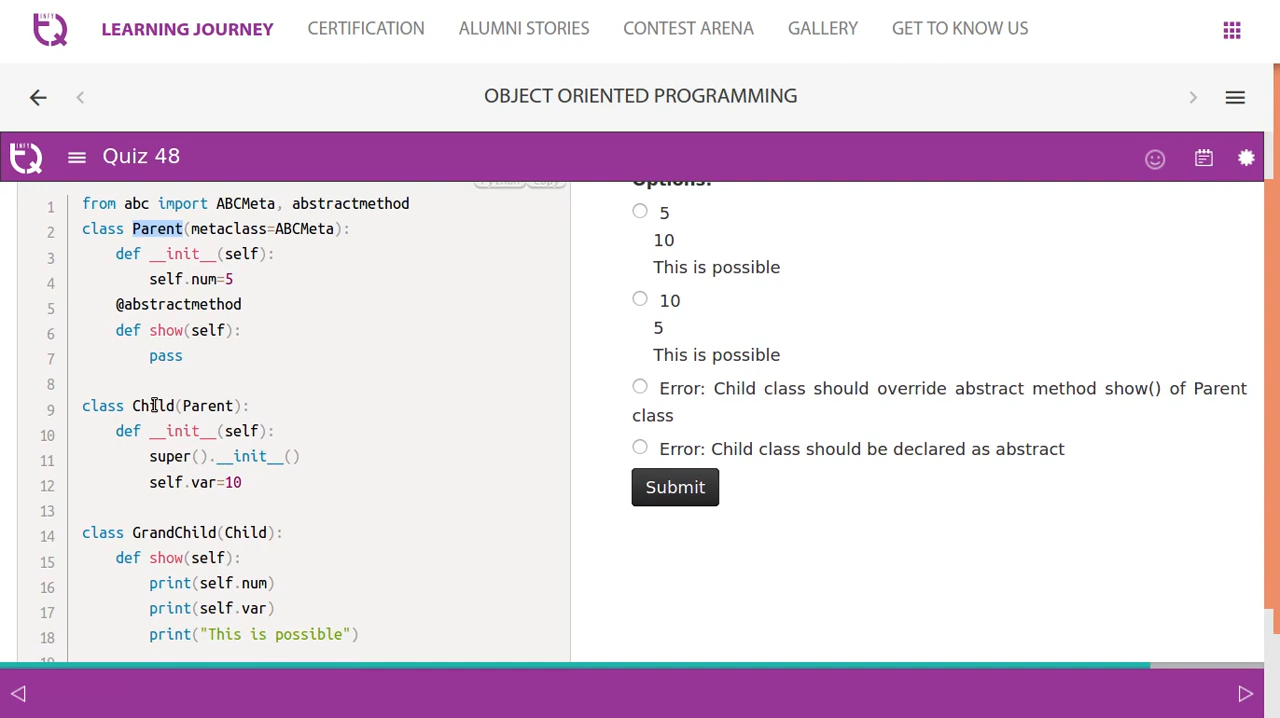 LEARNING JOURNEY CERTIFICATION ALUMNI STORIES CONTEST ARENA GALLERY GET TO KNOW US
OBJECT ORIENTED PROGRAMMING
Quiz 48
1 from abc import ABCMeta, abstractmethod
2 class Parent(metaclass=ABCMeta):
3 def __init__(self):
4 self.num=5
5 @abstractmethod
6 def show(self):
7 pass
8
9 class Child(Parent):
10 def __init__(self):
11 super().__init__()
12 self.var=10
13
14 class GrandChild(Child):
15 def show(self):
16 print(self.num)
17 print(self.var)
18 print("This is possible")
Options:
5
10
This is possible
10
5
This is possible
Error: Child class should override abstract method show() of Parent
class
Error: Child class should be declared as abstract
Submit